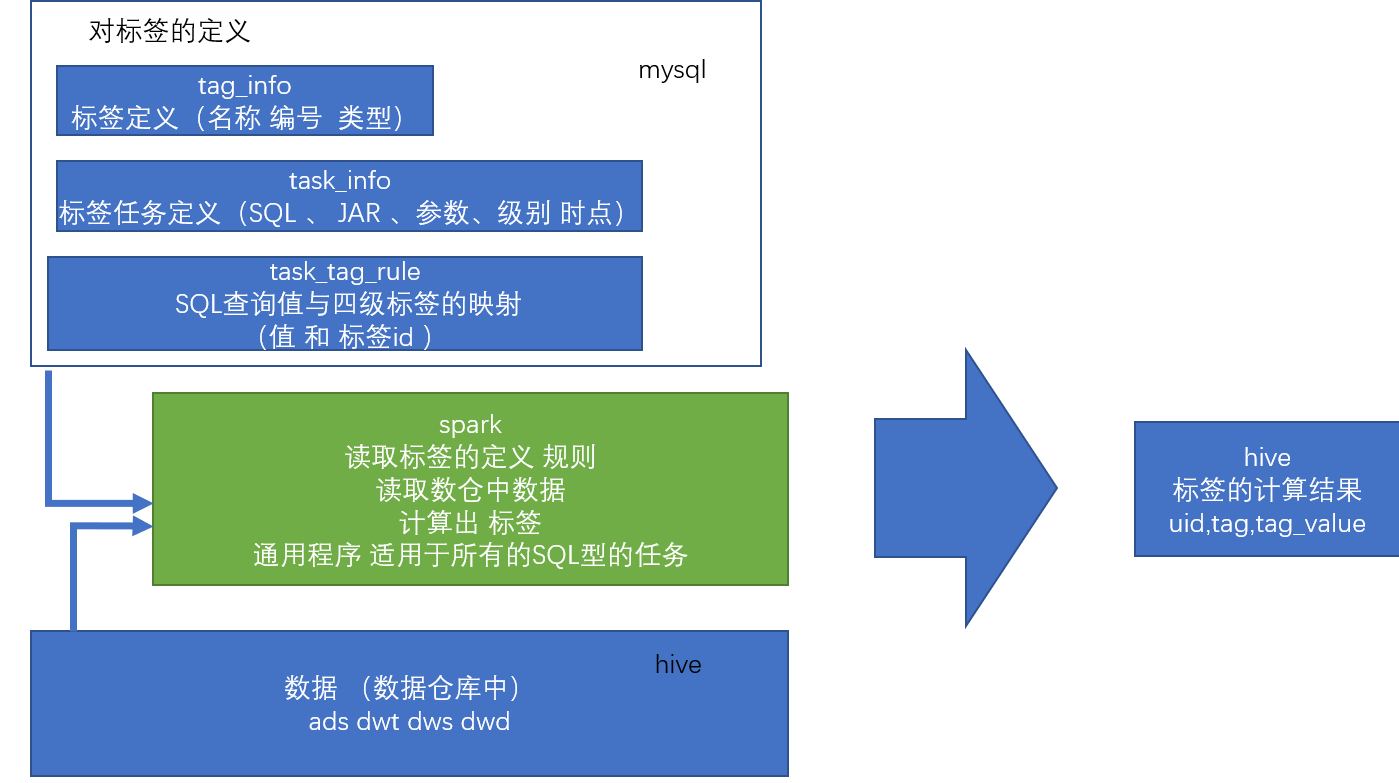 对标签的定义
mysql
tag_info
标签定义（名称 编号 类型）
task_info
标签任务定义（SQL 、 JAR 、参数、级别 时点）
task_tag_rule
SQL查询值与四级标签的映射
（值 和 标签id ）
spark
读取标签的定义 规则
读取数仓中数据
计算出 标签
通用程序 适用于所有的SQL型的任务
hive
标签的计算结果
uid,tag,tag_value
hive
数据 （数据仓库中）
ads dwt dws dwd